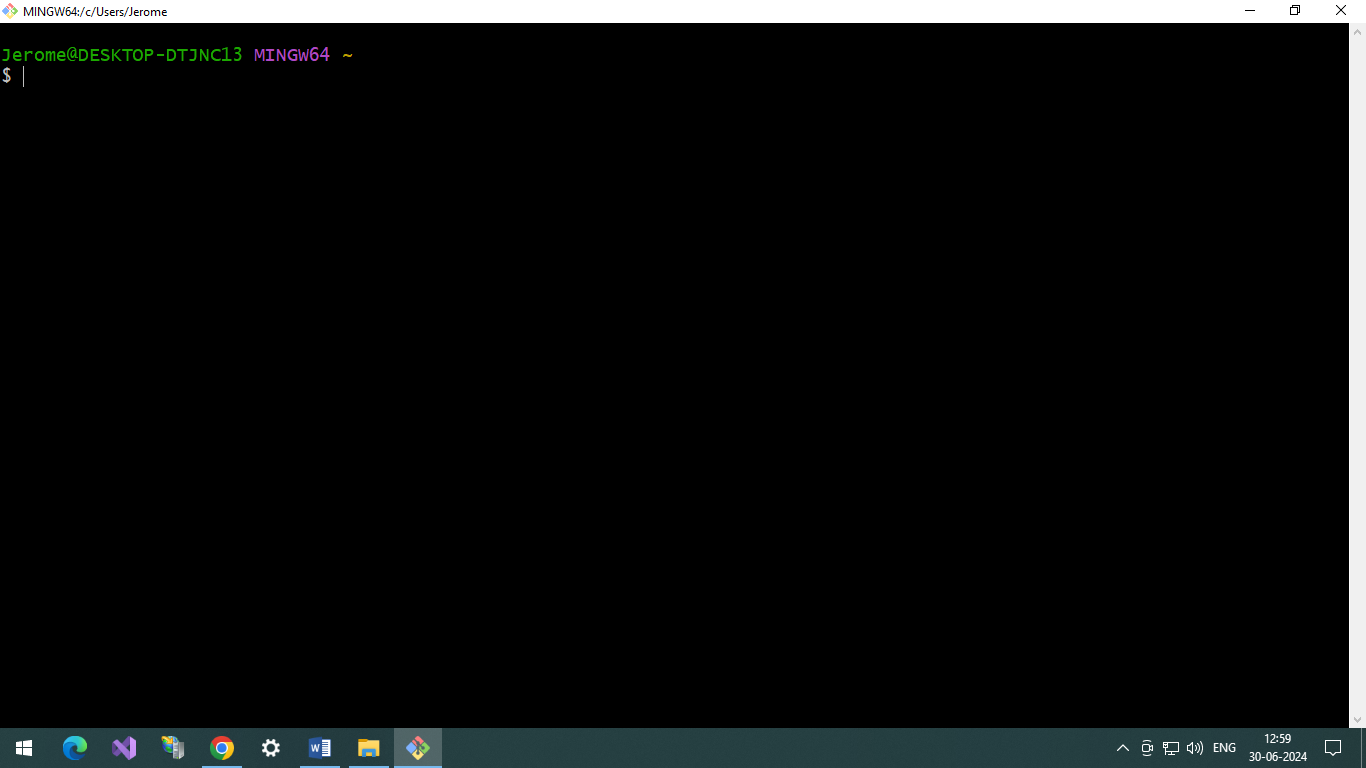 MINGW64:/c/Users/Jerome
Jerome@DESKTOP-DTJNC13 MINGW64 ~
$
ENG
12:59
30-06-2024